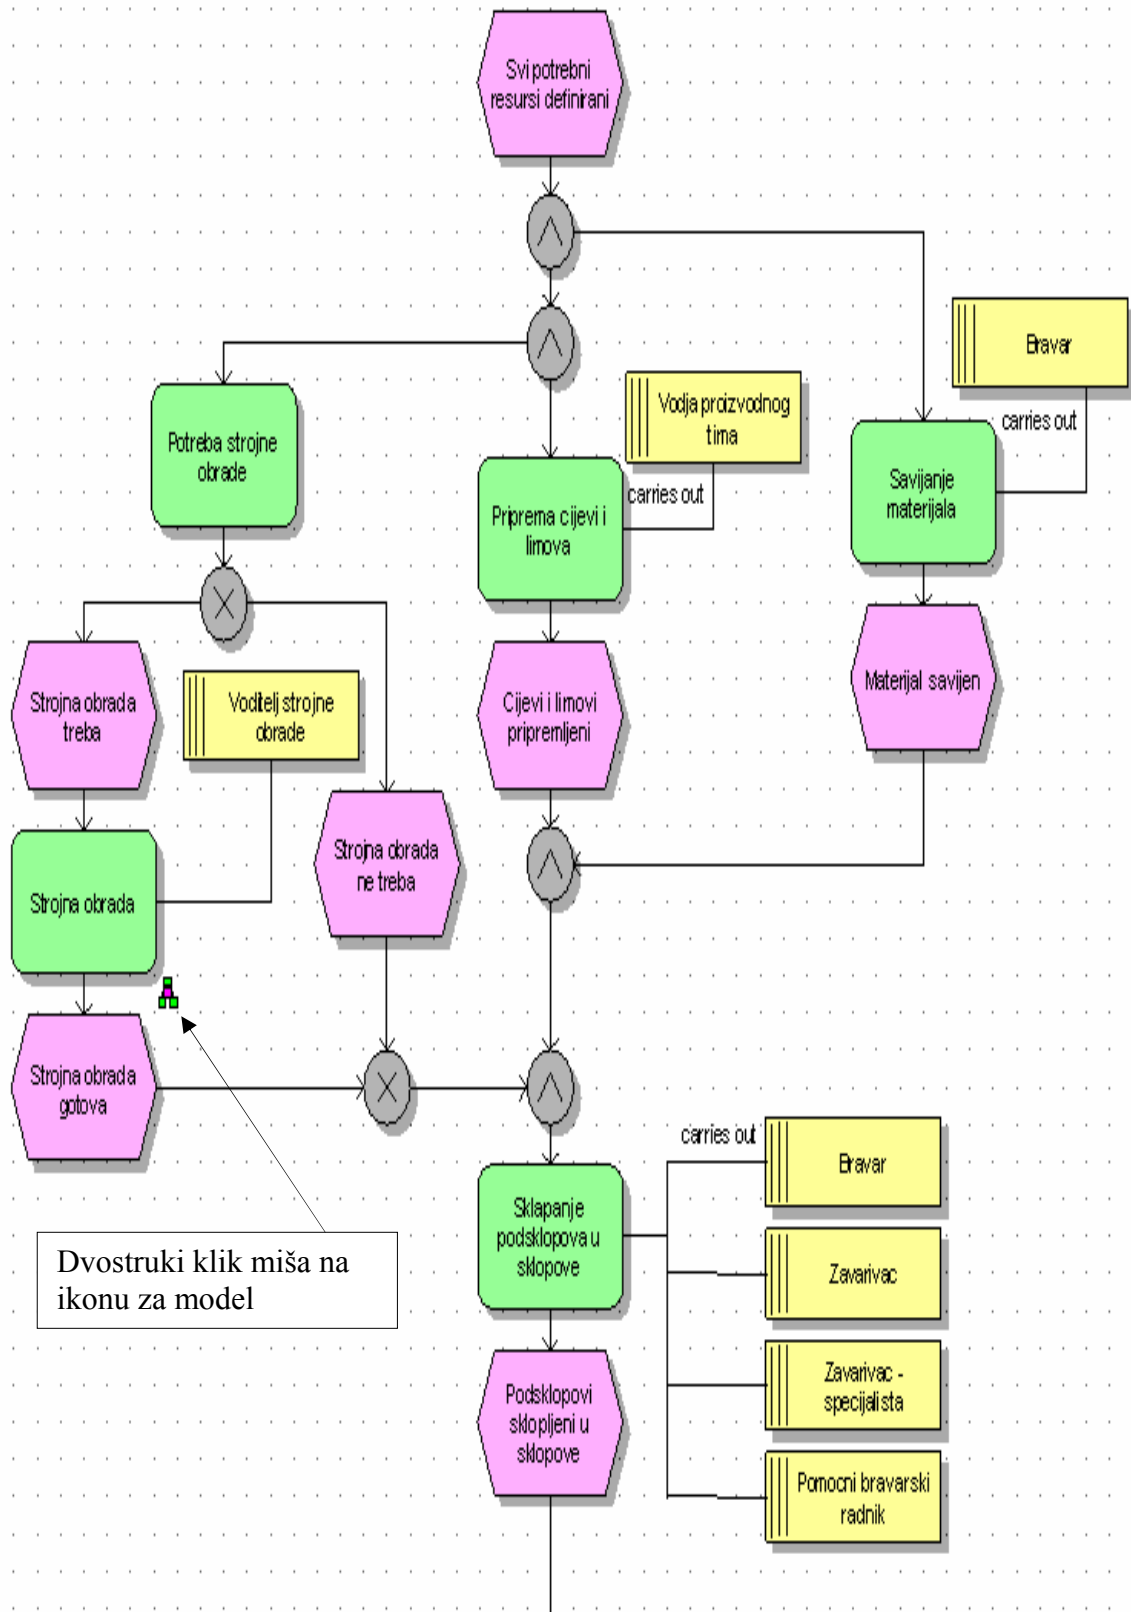 Svi potrebni
resursi definirani
Bravar
carries out
Vodja proizvodnog
tima
carries out
Potreba strojne
obrade
Priprema cijevi i
limova
Savijanje
materijala
Strojna obrada
treba
Voditelj strojne
obrade
Cijevi i limovi
pripremljeni
Materijal savijen
Strojna obrada
ne treba
Strojna obrada
Strojna obrada
gotova
carries out
Bravar
Sklapanje
podsklopova u
sklopove
Zavarivac
Dvostruki klik miša na
ikonu za model
Zavarivac -
specijalista
Podsklopovi
sklopljeni u
sklopove
Pomocni bravarski
radnik